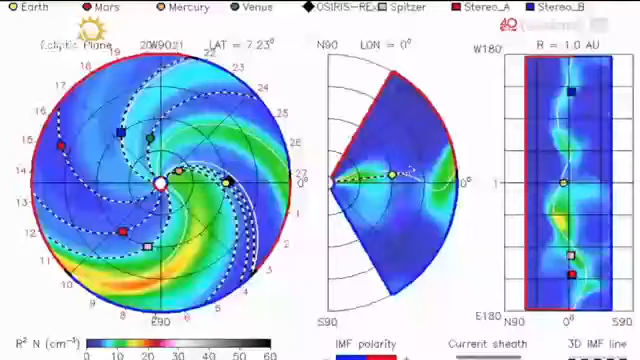 Earth Mars Mercury Venus OSIRIS-REx Spitzer Stereo_A Stereo_B
Ecliptic Plane LAT = 7.23° N90 LON = 0° W180 R = 1.0 AU
22
19
18 23
17 24
16 25
15 26
27
14 0° 0° 1
13 1
12 2
11 3
10
9 8 7 6
E90 S90 E180 N90 0° S90
R² N (cm⁻³) IMF polarity Current sheath 3D IMF line
0 10 20 30 40 50 60 - +